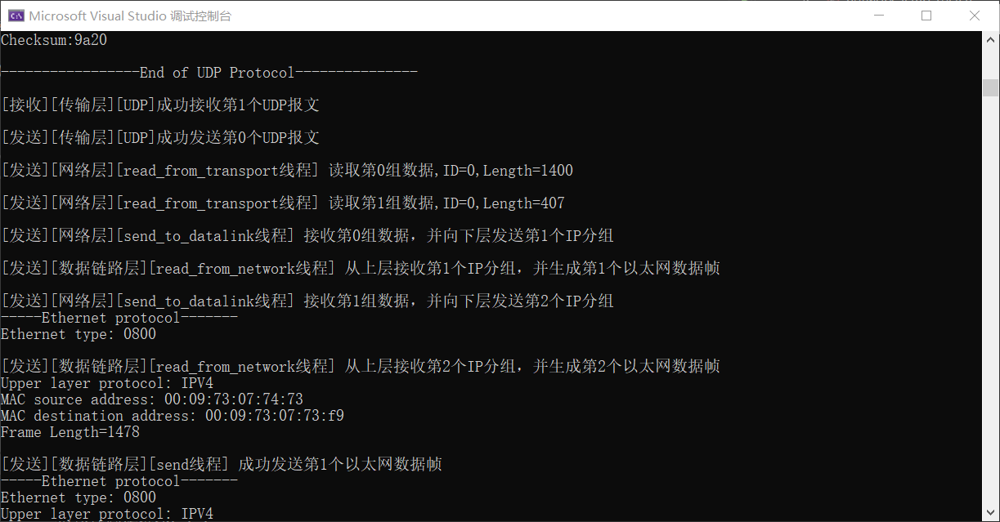 Microsoft Visual Studio 调试控制台
Checksum:9a20
-----------------End of UDP Protocol---------------
[接收][传输层][UDP]成功接收第1个UDP报文
[发送][传输层][UDP]成功发送第0个UDP报文
[发送][网络层][read_from_transport线程] 读取第0组数据,ID=0,Length=1400
[发送][网络层][read_from_transport线程] 读取第1组数据,ID=0,Length=407
[发送][网络层][send_to_datalink线程] 接收第0组数据，并向下层发送第1个IP分组
[发送][数据链路层][read_from_network线程] 从上层接收第1个IP分组，并生成第1个以太网数据帧
[发送][网络层][send_to_datalink线程] 接收第1组数据，并向下层发送第2个IP分组
-----Ethernet protocol-------
Ethernet type: 0800
[发送][数据链路层][read_from_network线程] 从上层接收第2个IP分组，并生成第2个以太网数据帧
Upper layer protocol: IPV4
MAC source address: 00:09:73:07:74:73
MAC destination address: 00:09:73:07:73:f9
Frame Length=1478
[发送][数据链路层][send线程] 成功发送第1个以太网数据帧
-----Ethernet protocol-------
Ethernet type: 0800
Upper layer protocol: IPV4